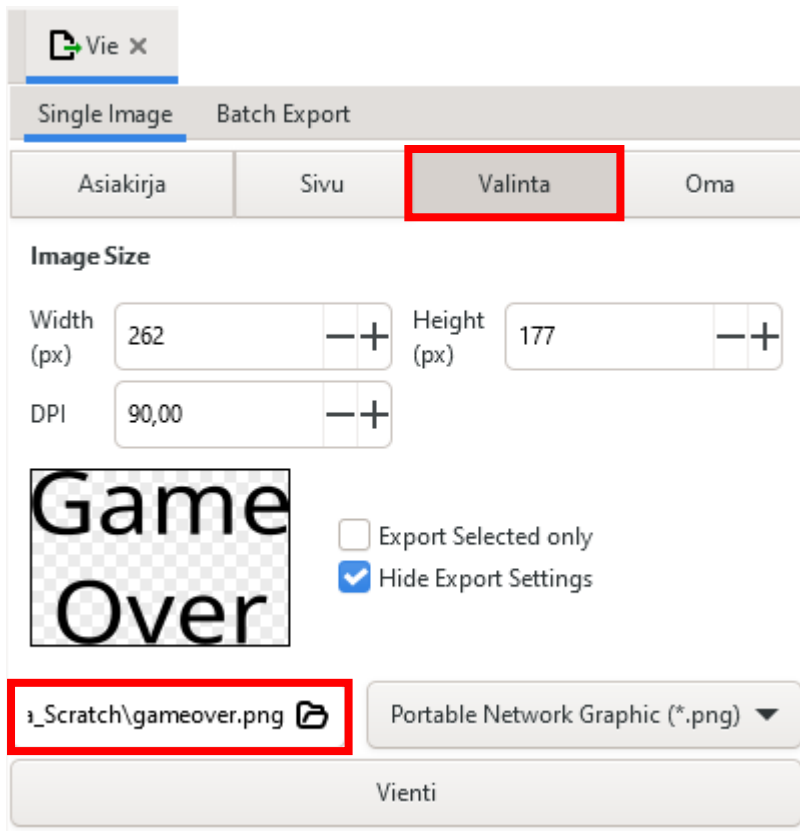 Vie
Single Image Batch Export
Asiakirja Sivu Valinta Oma
Image Size
Width (px) 262 Height (px) 177
DPI 90,00
Game
Over
Export Selected only
Hide Export Settings
_Scratch\gameover.png Portable Network Graphic (*.png)
Vienti